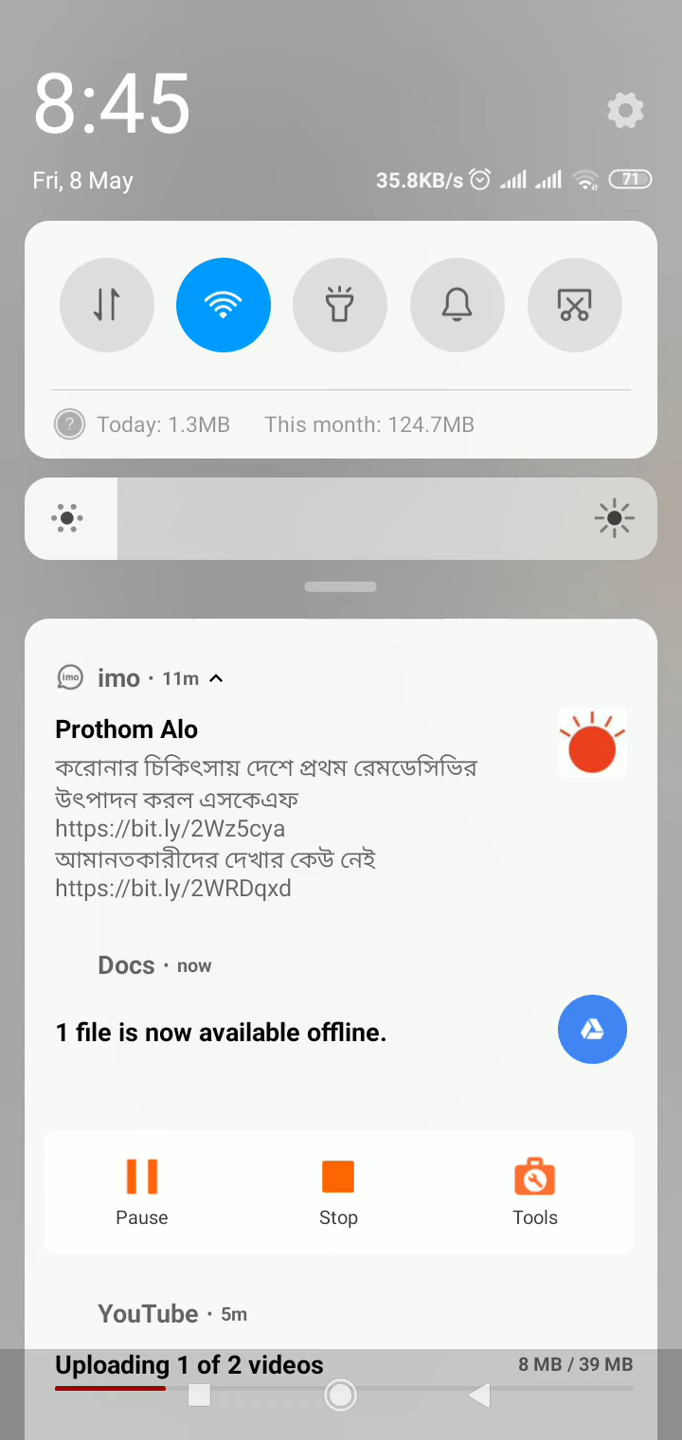 8:45
Fri, 8 May
35.8KB/s 71
Today: 1.3MB This month: 124.7MB
imo · 11m
Prothom Alo
করোনার চিকিৎসায় দেশে প্রথম রেমডেসিভির
উৎপাদন করল এসকেএফ
https://bit.ly/2Wz5cya
আমানতকারীদের দেখার কেউ নেই
https://bit.ly/2WRDqxd
Docs · now
1 file is now available offline.
Pause Stop Tools
YouTube · 5m
Uploading 1 of 2 videos 8 MB / 39 MB